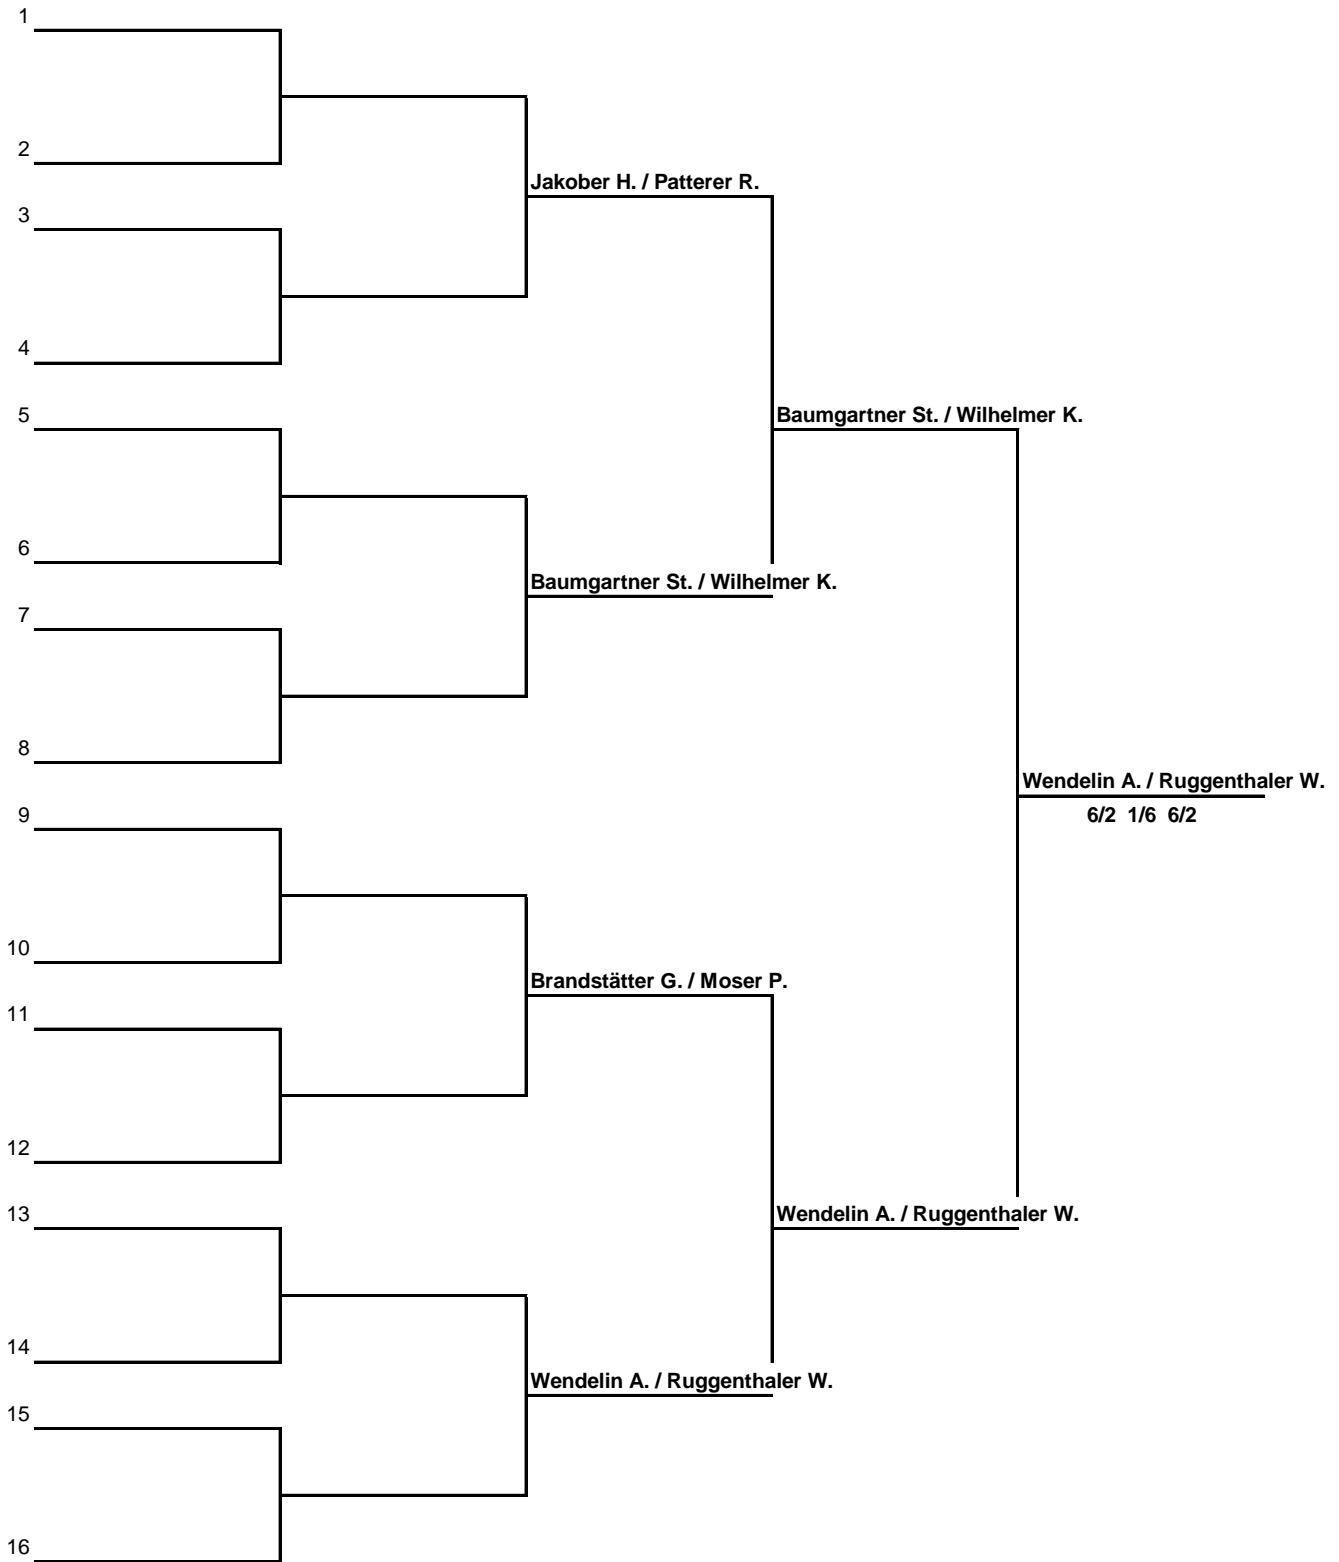 1
2
Jakober H. / Patterer R.
3
4
5
Baumgartner St. / Wilhelmer K.
6
Baumgartner St. / Wilhelmer K.
7
8
Wendelin A. / Ruggenthaler W.
9
6/2 1/6 6/2
10
Brandstätter G. / Moser P.
11
12
13
Wendelin A. / Ruggenthaler W.
14
Wendelin A. / Ruggenthaler W.
15
16